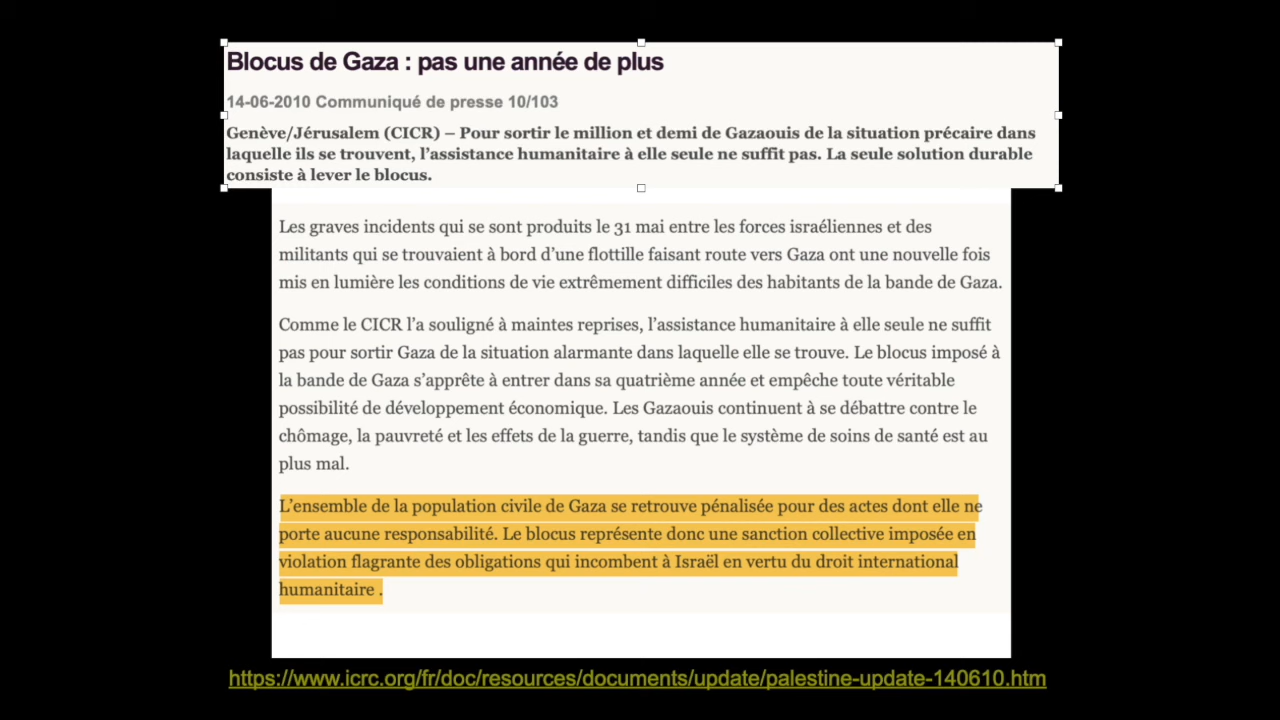 Blocus de Gaza : pas une année de plus
14-06-2010 Communiqué de presse 10/103
Genève/Jérusalem (CICR) – Pour sortir le million et demi de Gazaouis de la situation précaire dans
laquelle ils se trouvent, l’assistance humanitaire à elle seule ne suffit pas. La seule solution durable
consiste à lever le blocus.
Les graves incidents qui se sont produits le 31 mai entre les forces israéliennes et des
militants qui se trouvaient à bord d’une flottille faisant route vers Gaza ont une nouvelle fois
mis en lumière les conditions de vie extrêmement difficiles des habitants de la bande de Gaza.
Comme le CICR l’a souligné à maintes reprises, l’assistance humanitaire à elle seule ne suffit
pas pour sortir Gaza de la situation alarmante dans laquelle elle se trouve. Le blocus imposé à
la bande de Gaza s’apprête à entrer dans sa quatrième année et empêche toute véritable
possibilité de développement économique. Les Gazaouis continuent à se débattre contre le
chômage, la pauvreté et les effets de la guerre, tandis que le système de soins de santé est au
plus mal.
L’ensemble de la population civile de Gaza se retrouve pénalisée pour des actes dont elle ne
porte aucune responsabilité. Le blocus représente donc une sanction collective imposée en
violation flagrante des obligations qui incombent à Israël en vertu du droit international
humanitaire .
https://www.icrc.org/fr/doc/resources/documents/update/palestine-update-140610.htm